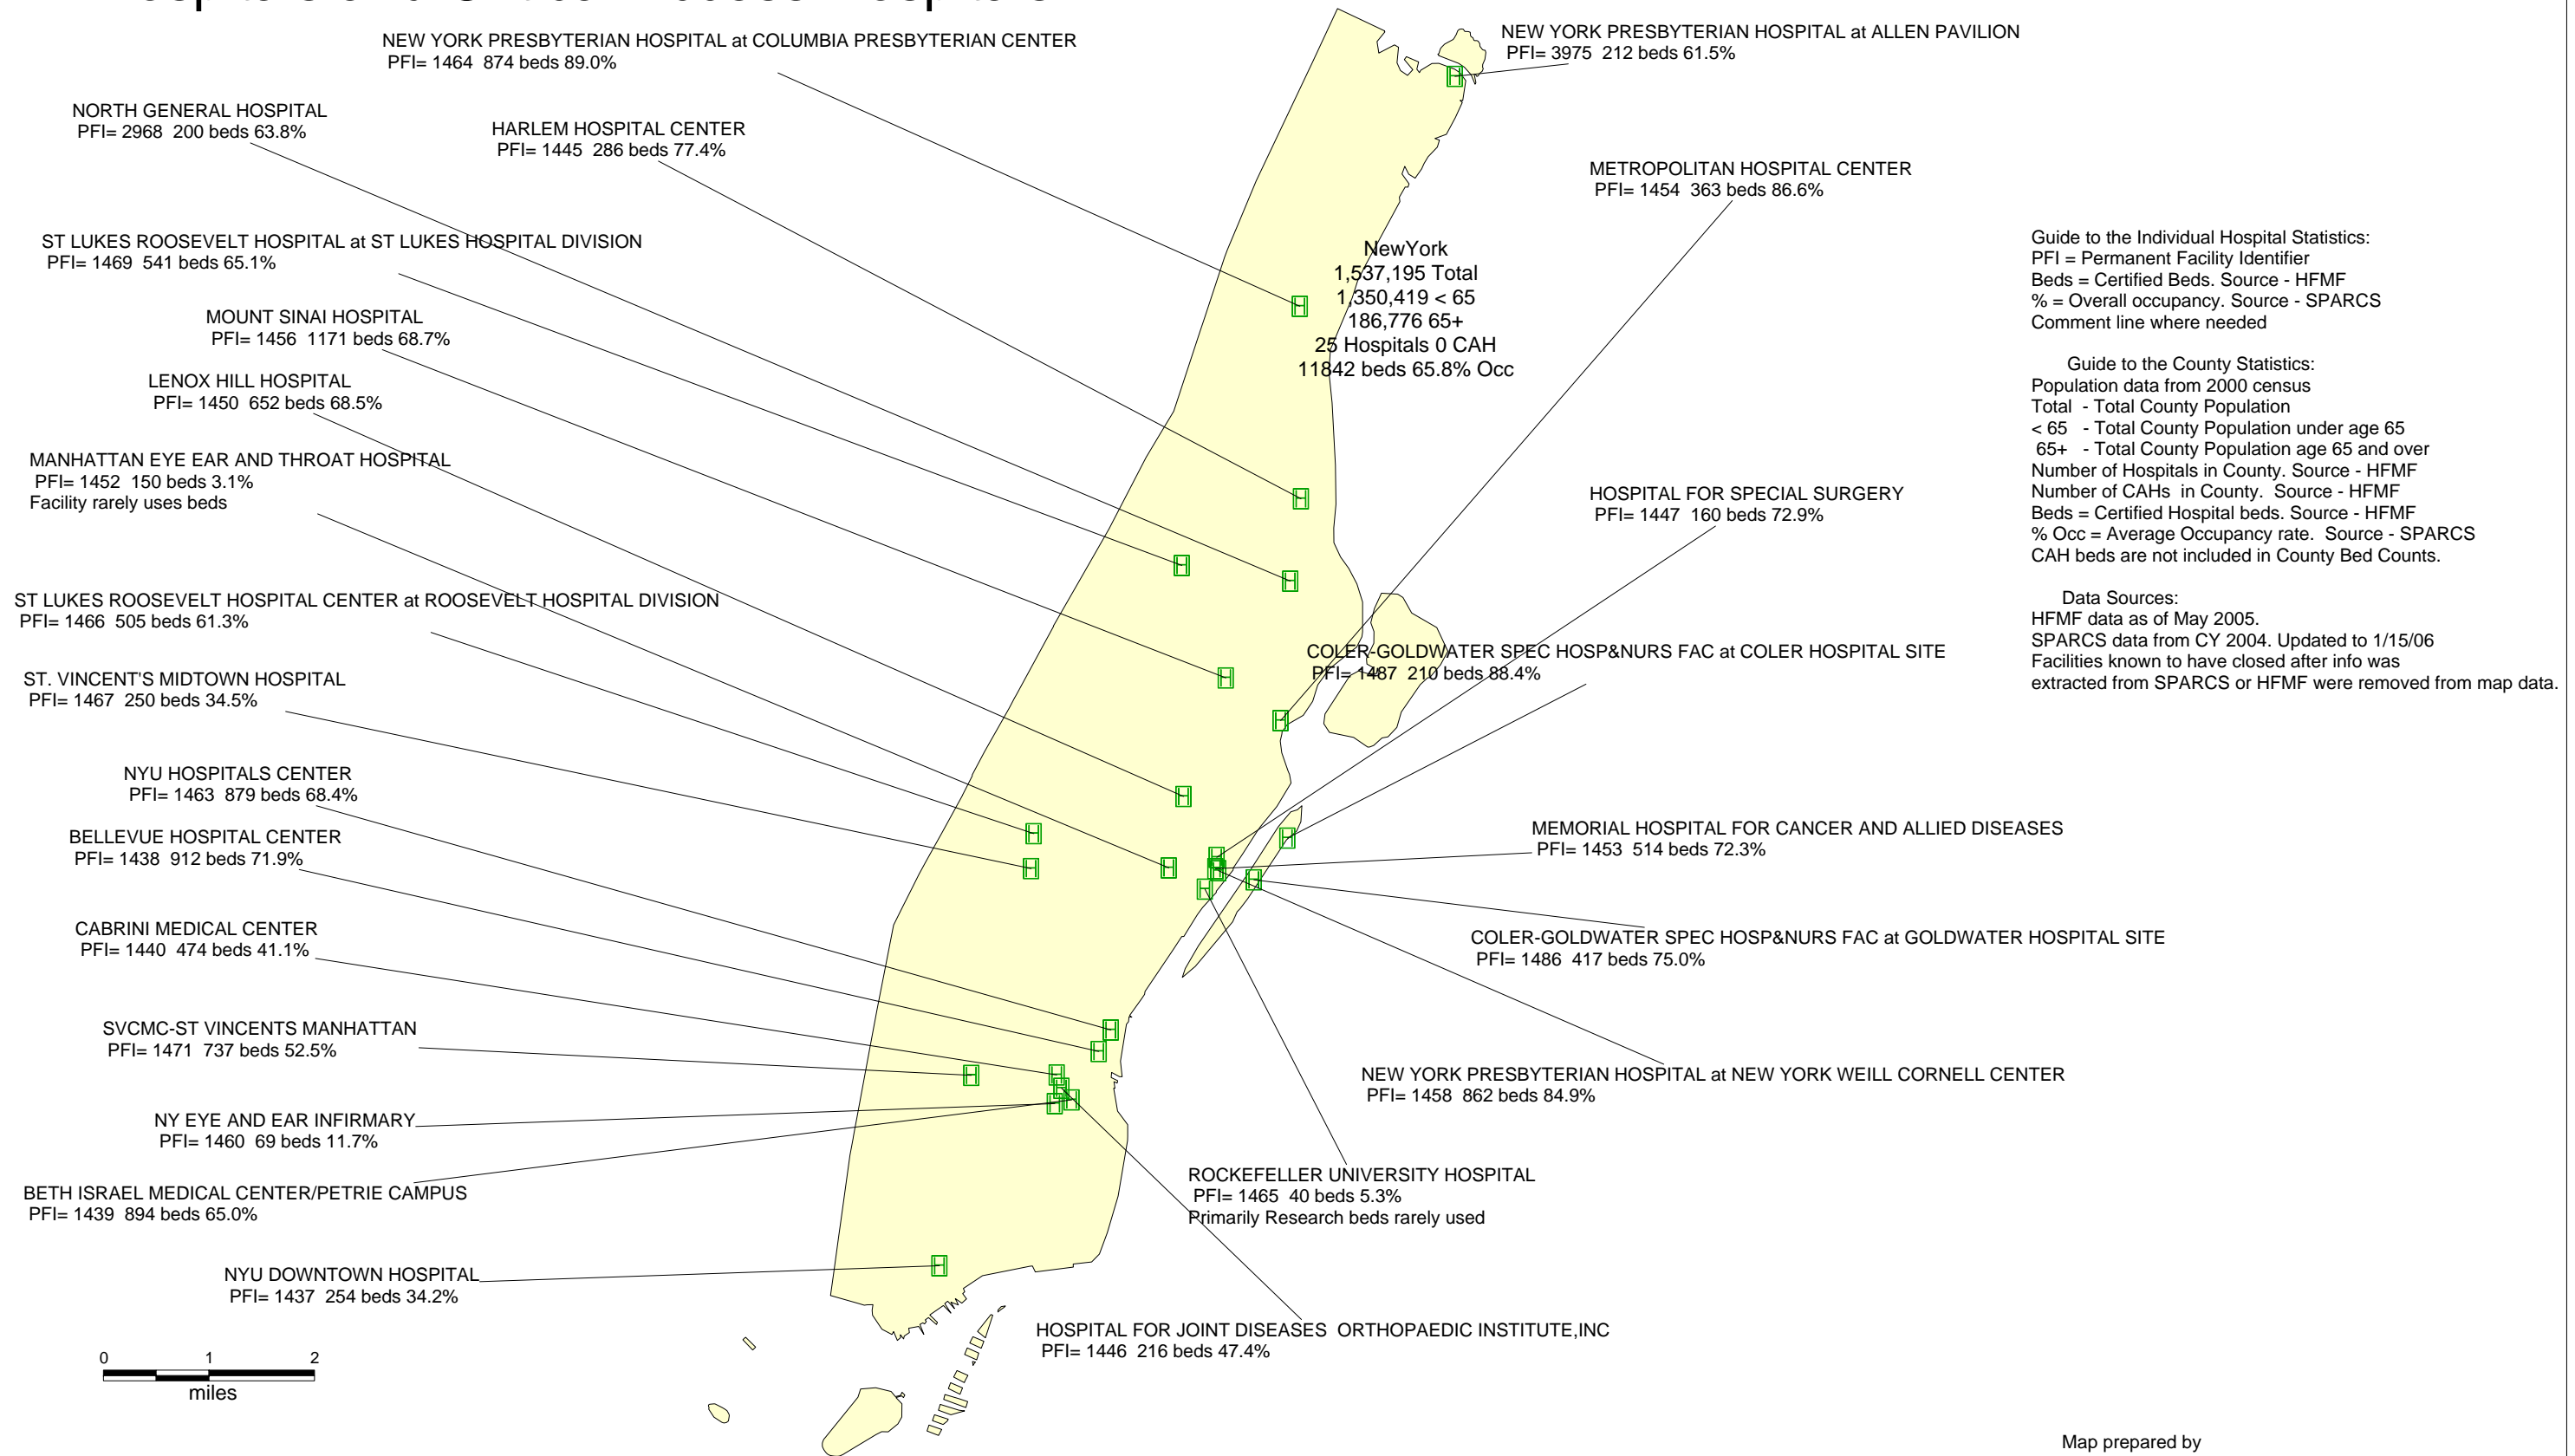 NEW YORK PRESBYTERIAN HOSPITAL at COLUMBIA PRESBYTERIAN CENTER
PFI= 1464 874 beds 89.0%
NEW YORK PRESBYTERIAN HOSPITAL at ALLEN PAVILION
PFI= 3975 212 beds 61.5%
NORTH GENERAL HOSPITAL
PFI= 2968 200 beds 63.8%
HARLEM HOSPITAL CENTER
PFI= 1445 286 beds 77.4%
METROPOLITAN HOSPITAL CENTER
PFI= 1454 363 beds 86.6%
ST LUKES ROOSEVELT HOSPITAL at ST LUKES HOSPITAL DIVISION
PFI= 1469 541 beds 65.1%
NewYork
1,537,195 Total
1,350,419 < 65
186,776 65+
25 Hospitals 0 CAH
11842 beds 65.8% Occ
MOUNT SINAI HOSPITAL
PFI= 1456 1171 beds 68.7%
LENOX HILL HOSPITAL
PFI= 1450 652 beds 68.5%
MANHATTAN EYE EAR AND THROAT HOSPITAL
PFI= 1452 150 beds 3.1%
Facility rarely uses beds
HOSPITAL FOR SPECIAL SURGERY
PFI= 1447 160 beds 72.9%
ST LUKES ROOSEVELT HOSPITAL CENTER at ROOSEVELT HOSPITAL DIVISION
PFI= 1466 505 beds 61.3%
COLER-GOLDWATER SPEC HOSP&NURS FAC at COLER HOSPITAL SITE
PFI= 1487 210 beds 88.4%
ST. VINCENT'S MIDTOWN HOSPITAL
PFI= 1467 250 beds 34.5%
NYU HOSPITALS CENTER
PFI= 1463 879 beds 68.4%
BELLEVUE HOSPITAL CENTER
PFI= 1438 912 beds 71.9%
MEMORIAL HOSPITAL FOR CANCER AND ALLIED DISEASES
PFI= 1453 514 beds 72.3%
CABRINI MEDICAL CENTER
PFI= 1440 474 beds 41.1%
COLER-GOLDWATER SPEC HOSP&NURS FAC at GOLDWATER HOSPITAL SITE
PFI= 1486 417 beds 75.0%
SVCMC-ST VINCENTS MANHATTAN
PFI= 1471 737 beds 52.5%
NEW YORK PRESBYTERIAN HOSPITAL at NEW YORK WEILL CORNELL CENTER
PFI= 1458 862 beds 84.9%
NY EYE AND EAR INFIRMARY
PFI= 1460 69 beds 11.7%
ROCKEFELLER UNIVERSITY HOSPITAL
PFI= 1465 40 beds 5.3%
Primarily Research beds rarely used
BETH ISRAEL MEDICAL CENTER/PETRIE CAMPUS
PFI= 1439 894 beds 65.0%
NYU DOWNTOWN HOSPITAL
PFI= 1437 254 beds 34.2%
HOSPITAL FOR JOINT DISEASES ORTHOPAEDIC INSTITUTE,INC
PFI= 1446 216 beds 47.4%
0 1 2
miles
Guide to the Individual Hospital Statistics:
PFI = Permanent Facility Identifier
Beds = Certified Beds. Source - HFMF
% = Overall occupancy. Source - SPARCS
Comment line where needed
Guide to the County Statistics:
Population data from 2000 census
Total - Total County Population
< 65 - Total County Population under age 65
65+ - Total County Population age 65 and over
Number of Hospitals in County. Source - HFMF
Number of CAHs in County. Source - HFMF
Beds = Certified Hospital beds. Source - HFMF
% Occ = Average Occupancy rate. Source - SPARCS
CAH beds are not included in County Bed Counts.
Data Sources:
HFMF data as of May 2005.
SPARCS data from CY 2004. Updated to 1/15/06
Facilities known to have closed after info was
extracted from SPARCS or HFMF were removed from map data.
Map prepared by